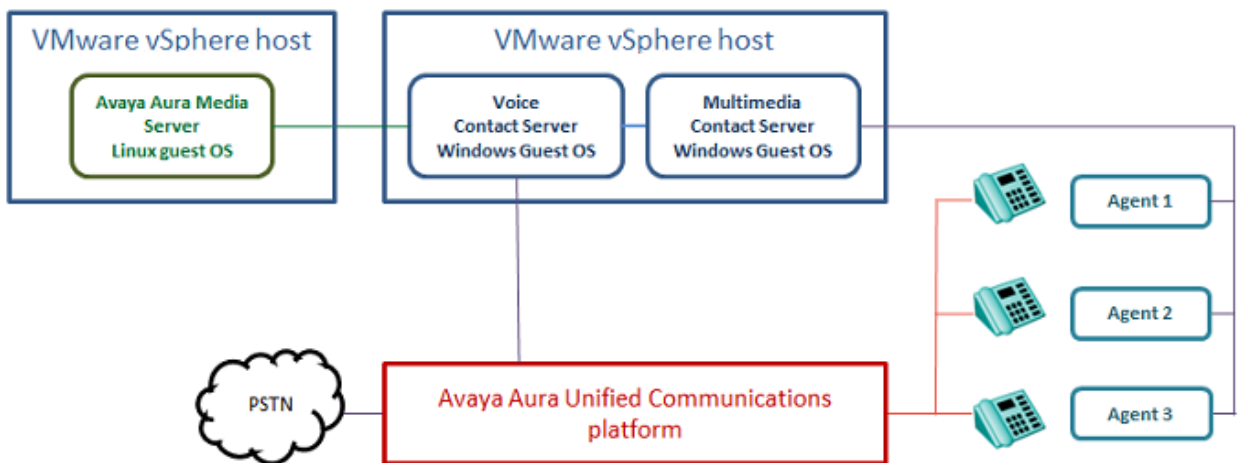 VMware vSphere host
Avaya Aura Media
Server
Linux guest OS
VMware vSphere host
Voice
Contact Server
Windows Guest OS
Multimedia
Contact Server
Windows Guest OS
Agent 1
Agent 2
Agent 3
PSTN
Avaya Aura Unified Communications
platform